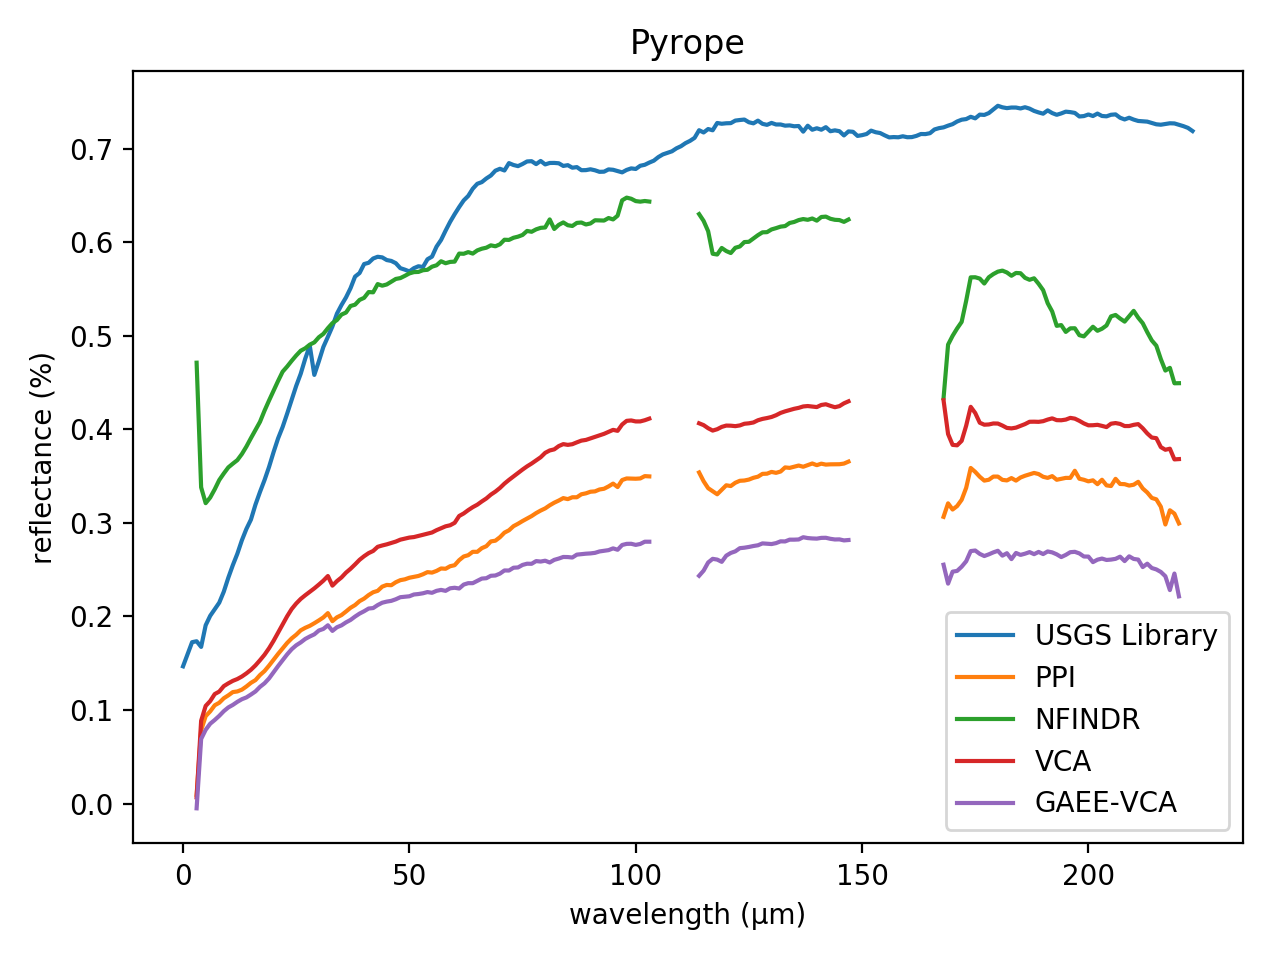 Pyrope
reflectance (%)
0.7
0.6
0.5
0.4
0.3
0.2
0.1
0.0
0 50 100 150 200
wavelength (μm)
USGS Library
PPI
NFINDR
VCA
GAEE-VCA